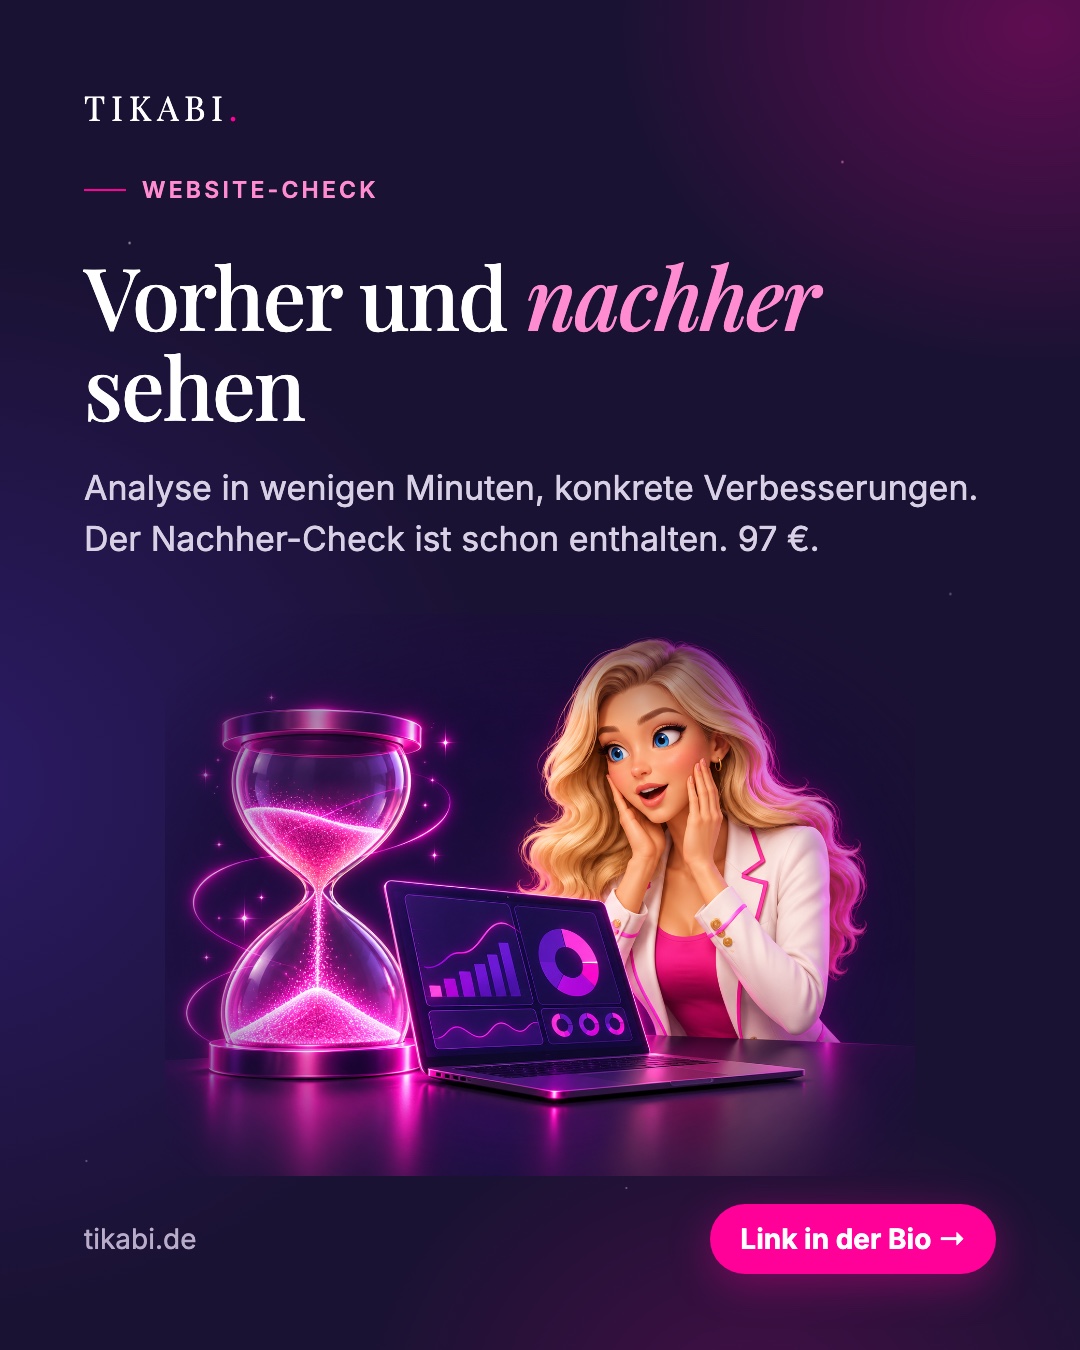 TIKABI.
WEBSITE-CHECK
Vorher und nachher
sehen
Analyse in wenigen Minuten, konkrete Verbesserungen.
Der Nachher-Check ist schon enthalten. 97 €.
tikabi.de
Link in der Bio →